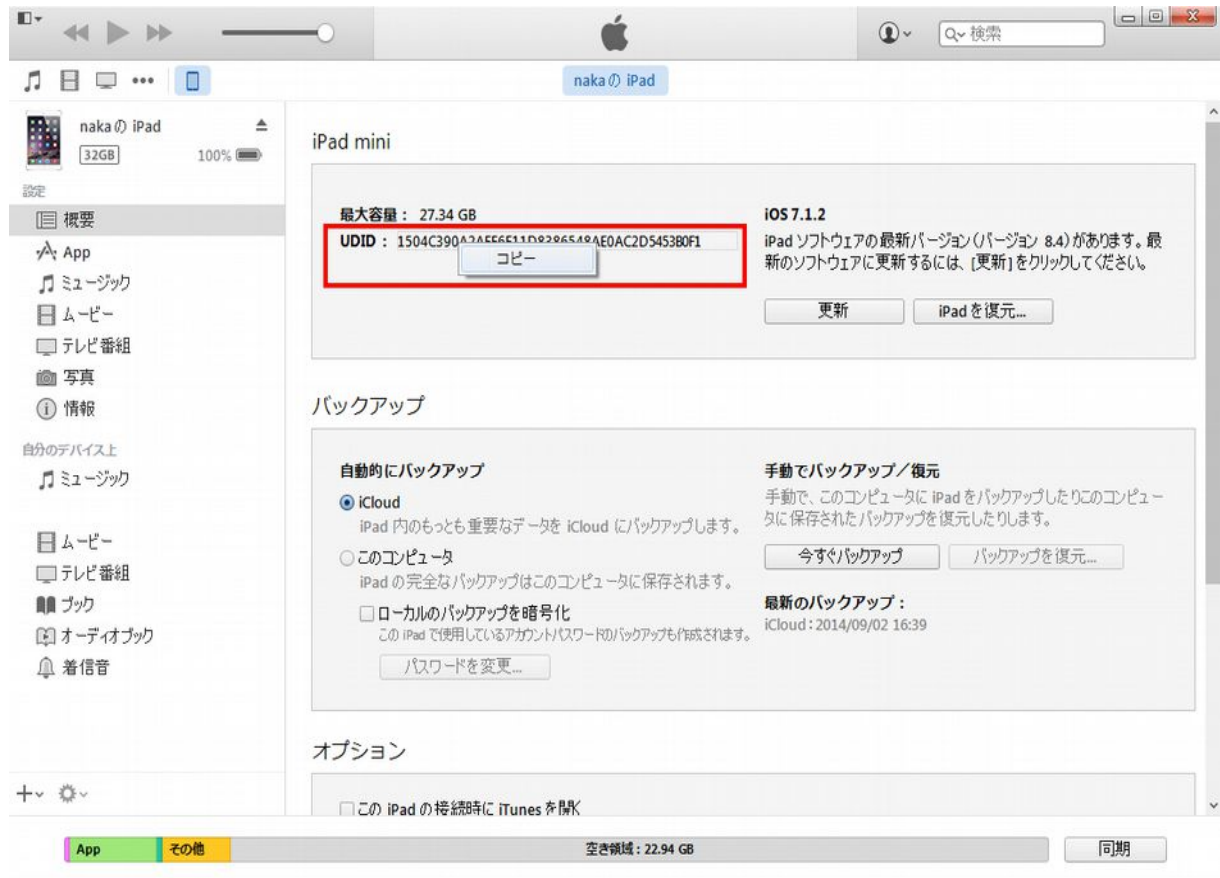 検索
naka の iPad
naka の iPad
32GB
100%
設定
概要
App
ミュージック
ムービー
テレビ番組
写真
情報
自分のデバイス上
ミュージック
ムービー
テレビ番組
ブック
オーディオブック
着信音
iPad mini
最大容量： 27.34 GB
UDID：
コピー
iOS 7.1.2
iPad ソフトウェアの最新バージョン（バージョン 8.4）があります。最
新のソフトウェアに更新するには、[更新] をクリックしてください。
更新
iPad を復元...
バックアップ
自動的にバックアップ
iCloud
iPad 内のもっとも重要なデータを iCloud にバックアップします。
このコンピュータ
iPad の完全なバックアップはこのコンピュータに保存されます。
ローカルのバックアップを暗号化
この iPad で使用しているアカウントパスワードのバックアップも作成されます。
パスワードを変更...
手動でバックアップ／復元
手動で、このコンピュータに iPad をバックアップしたりこのコンピュー
タに保存されたバックアップを復元したりします。
今すぐバックアップ
バックアップを復元...
最新のバックアップ：
iCloud：2014/09/02 16:39
オプション
この iPad の接続時に iTunes を開く
App
その他
空き領域：22.94 GB
同期